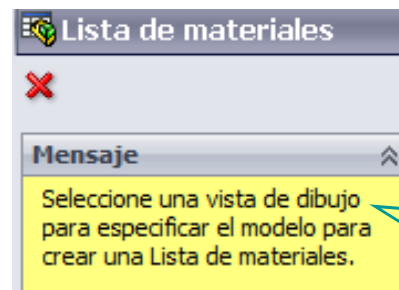 Lista de materiales
Mensaje
Seleccione una vista de dibujo
para especificar el modelo para
crear una Lista de materiales.